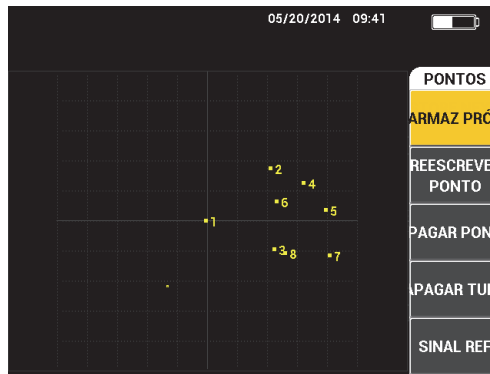 05/20/2014 09:41
PONTOS
ARMAZ PRÓ
REESCREVE
PONTO
PAGAR PON
APAGAR TU
SINAL REF
2
4
6
5
1
3
8
7